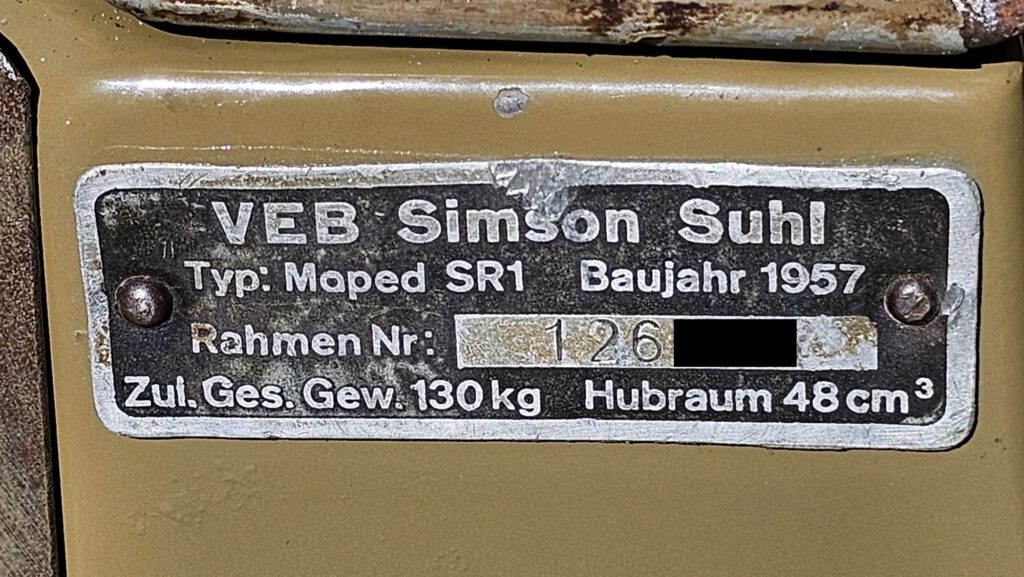 VEB Simson Suhl
Typ: Moped SR1 Baujahr 1957
Rahmen Nr: 126
Zul. Ges. Gew. 130 kg Hubraum 48 cm³